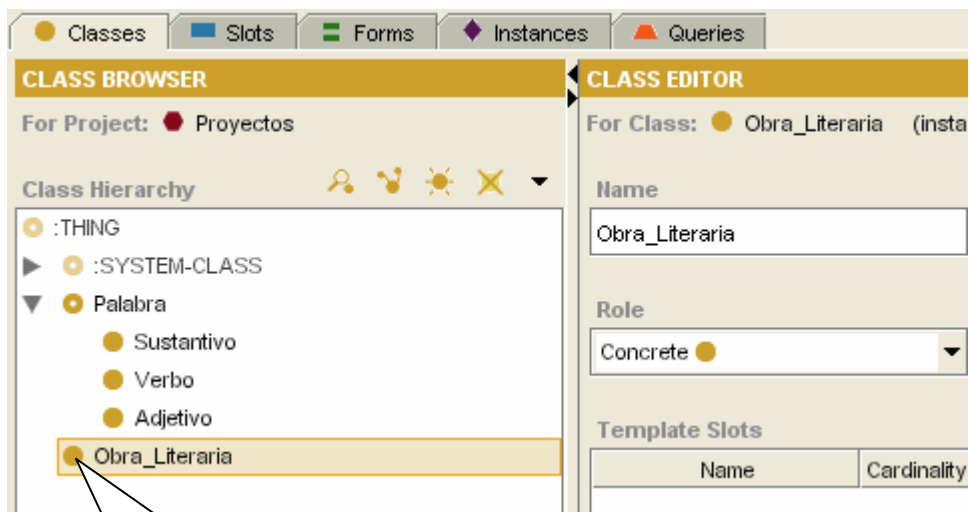 Classes Slots Forms Instances Queries
CLASS BROWSER
For Project: Proyectos
Class Hierarchy
:THING
:SYSTEM-CLASS
Palabra
Sustantivo
Verbo
Adjetivo
Obra_Literaria
CLASS EDITOR
For Class: Obra_Literaria (insta
Name
Obra_Literaria
Role
Concrete
Template Slots
Name Cardinality